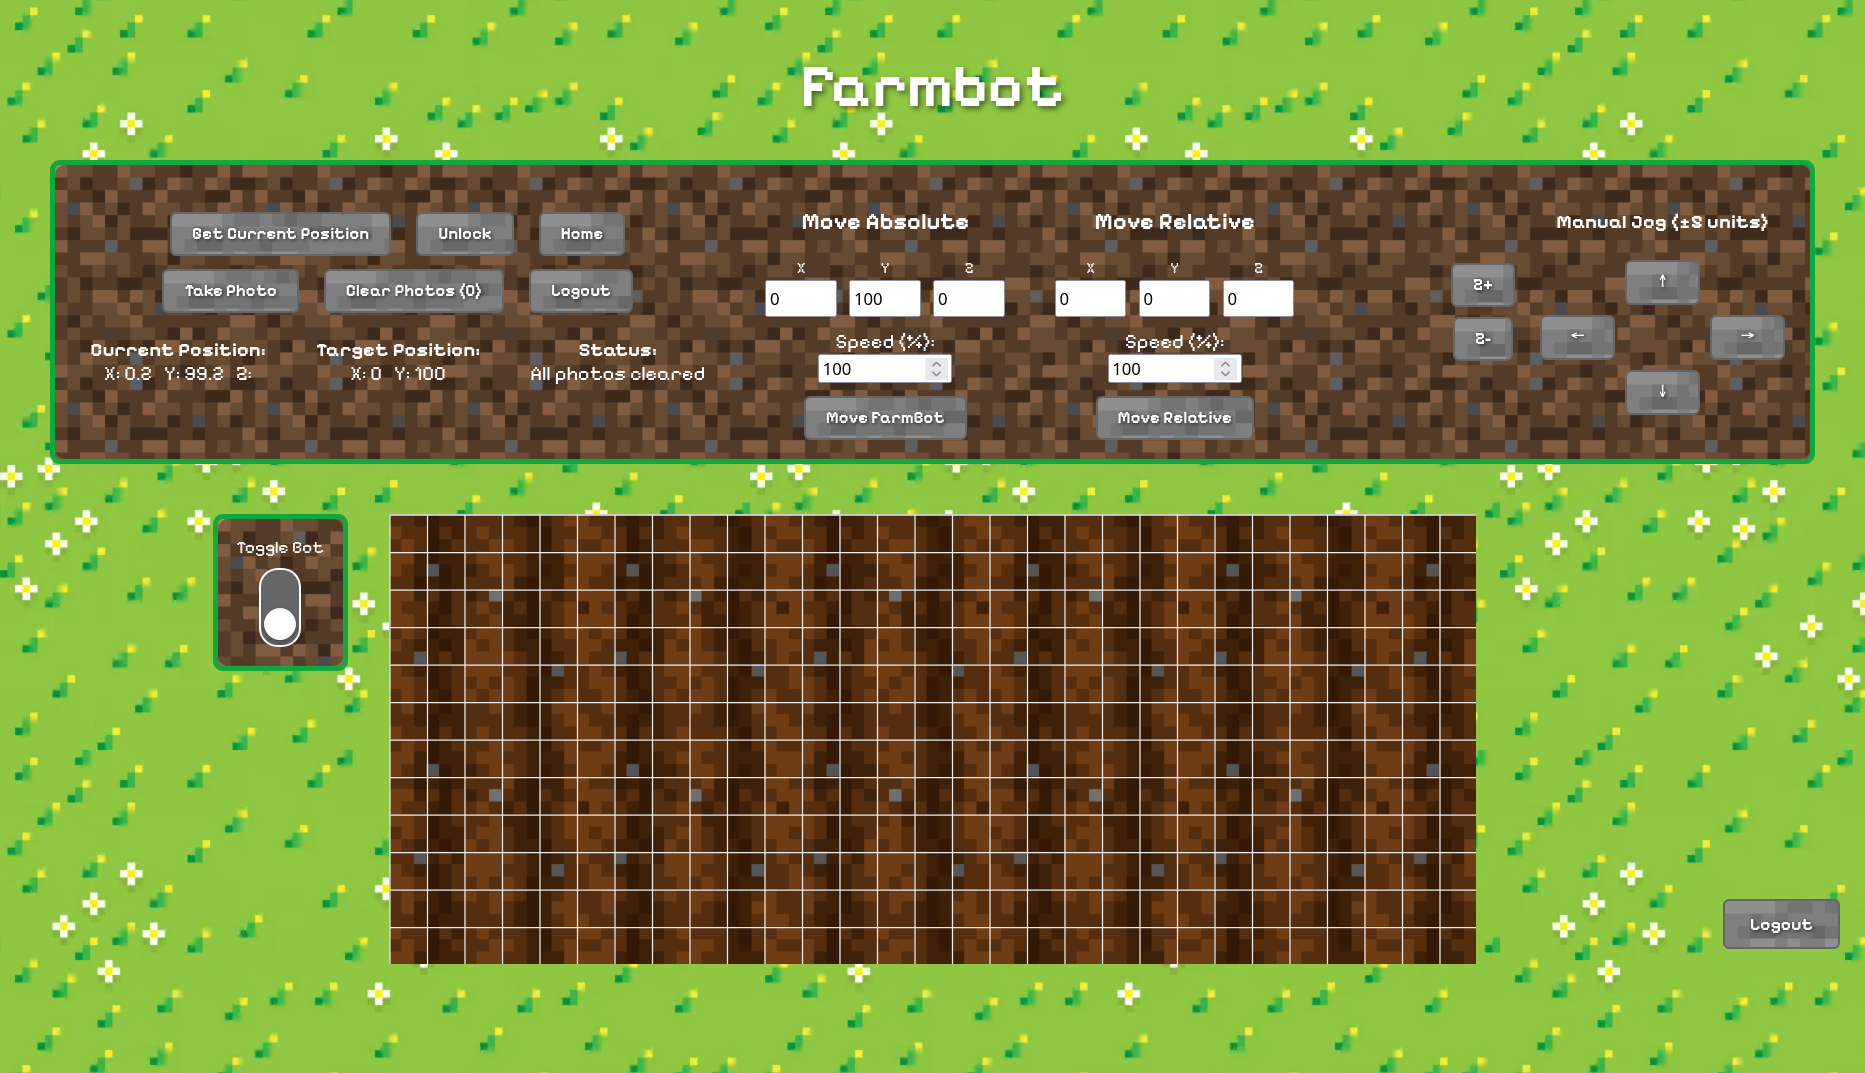 Farmbot
Get Current Position Unlock Home
Take Photo Clear Photos (0) Logout
Current Position: Target Position: Status:
X: 0.2 Y: 99.2 Z: X: 0 Y: 100 All photos cleared
Move Absolute
X Y Z
0 100 0
Speed (%):
100
Move FarmBot
Move Relative
X Y Z
0 0 0
Speed (%):
100
Move Relative
Manual Jog (±8 units)
Z+ ↑
Z- ← →
↓
Toggle Bot
Logout